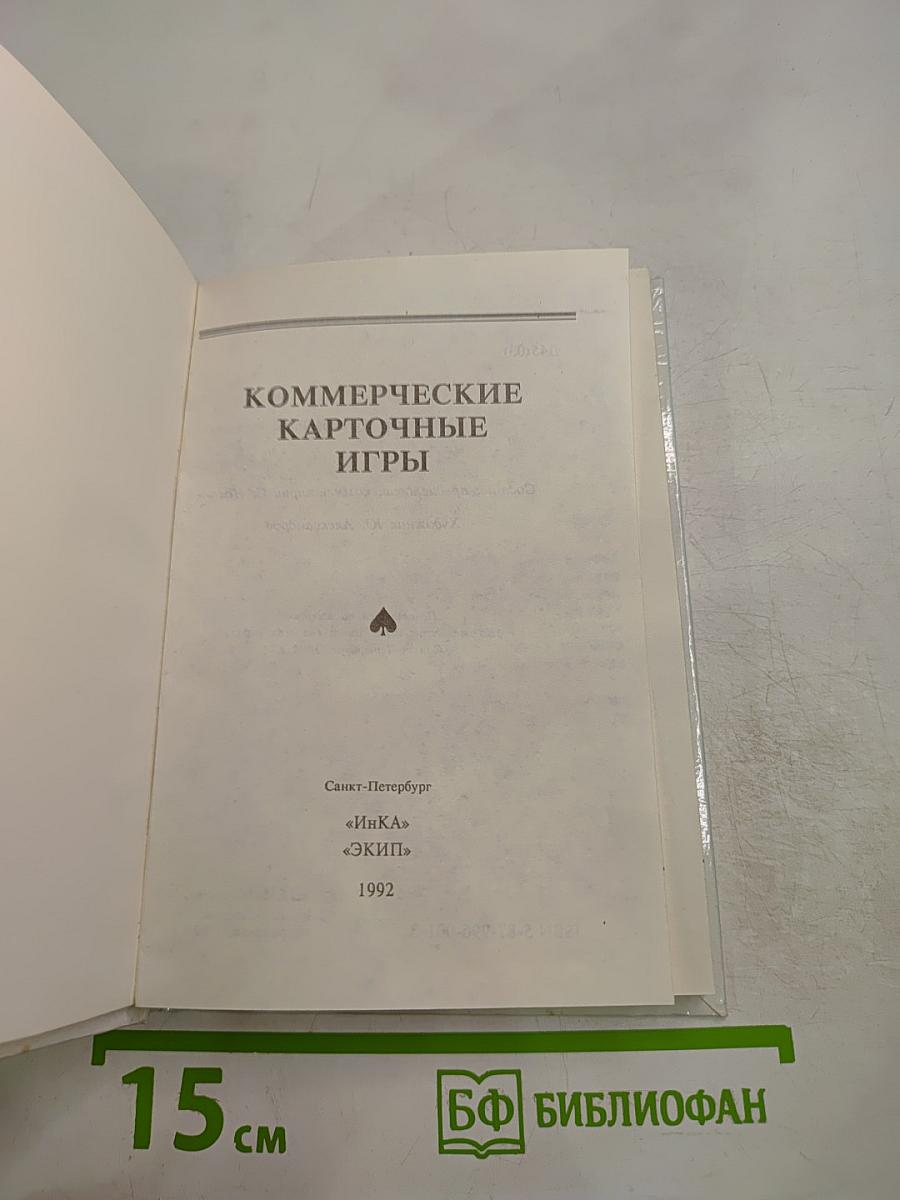 КОММЕРЧЕСКИЕ
КАРТОЧНЫЕ
ИГРЫ
Санкт-Петербург
«ИнКА»
«ЭКИП»
1992
15 см
БФ БИБЛИОФАН